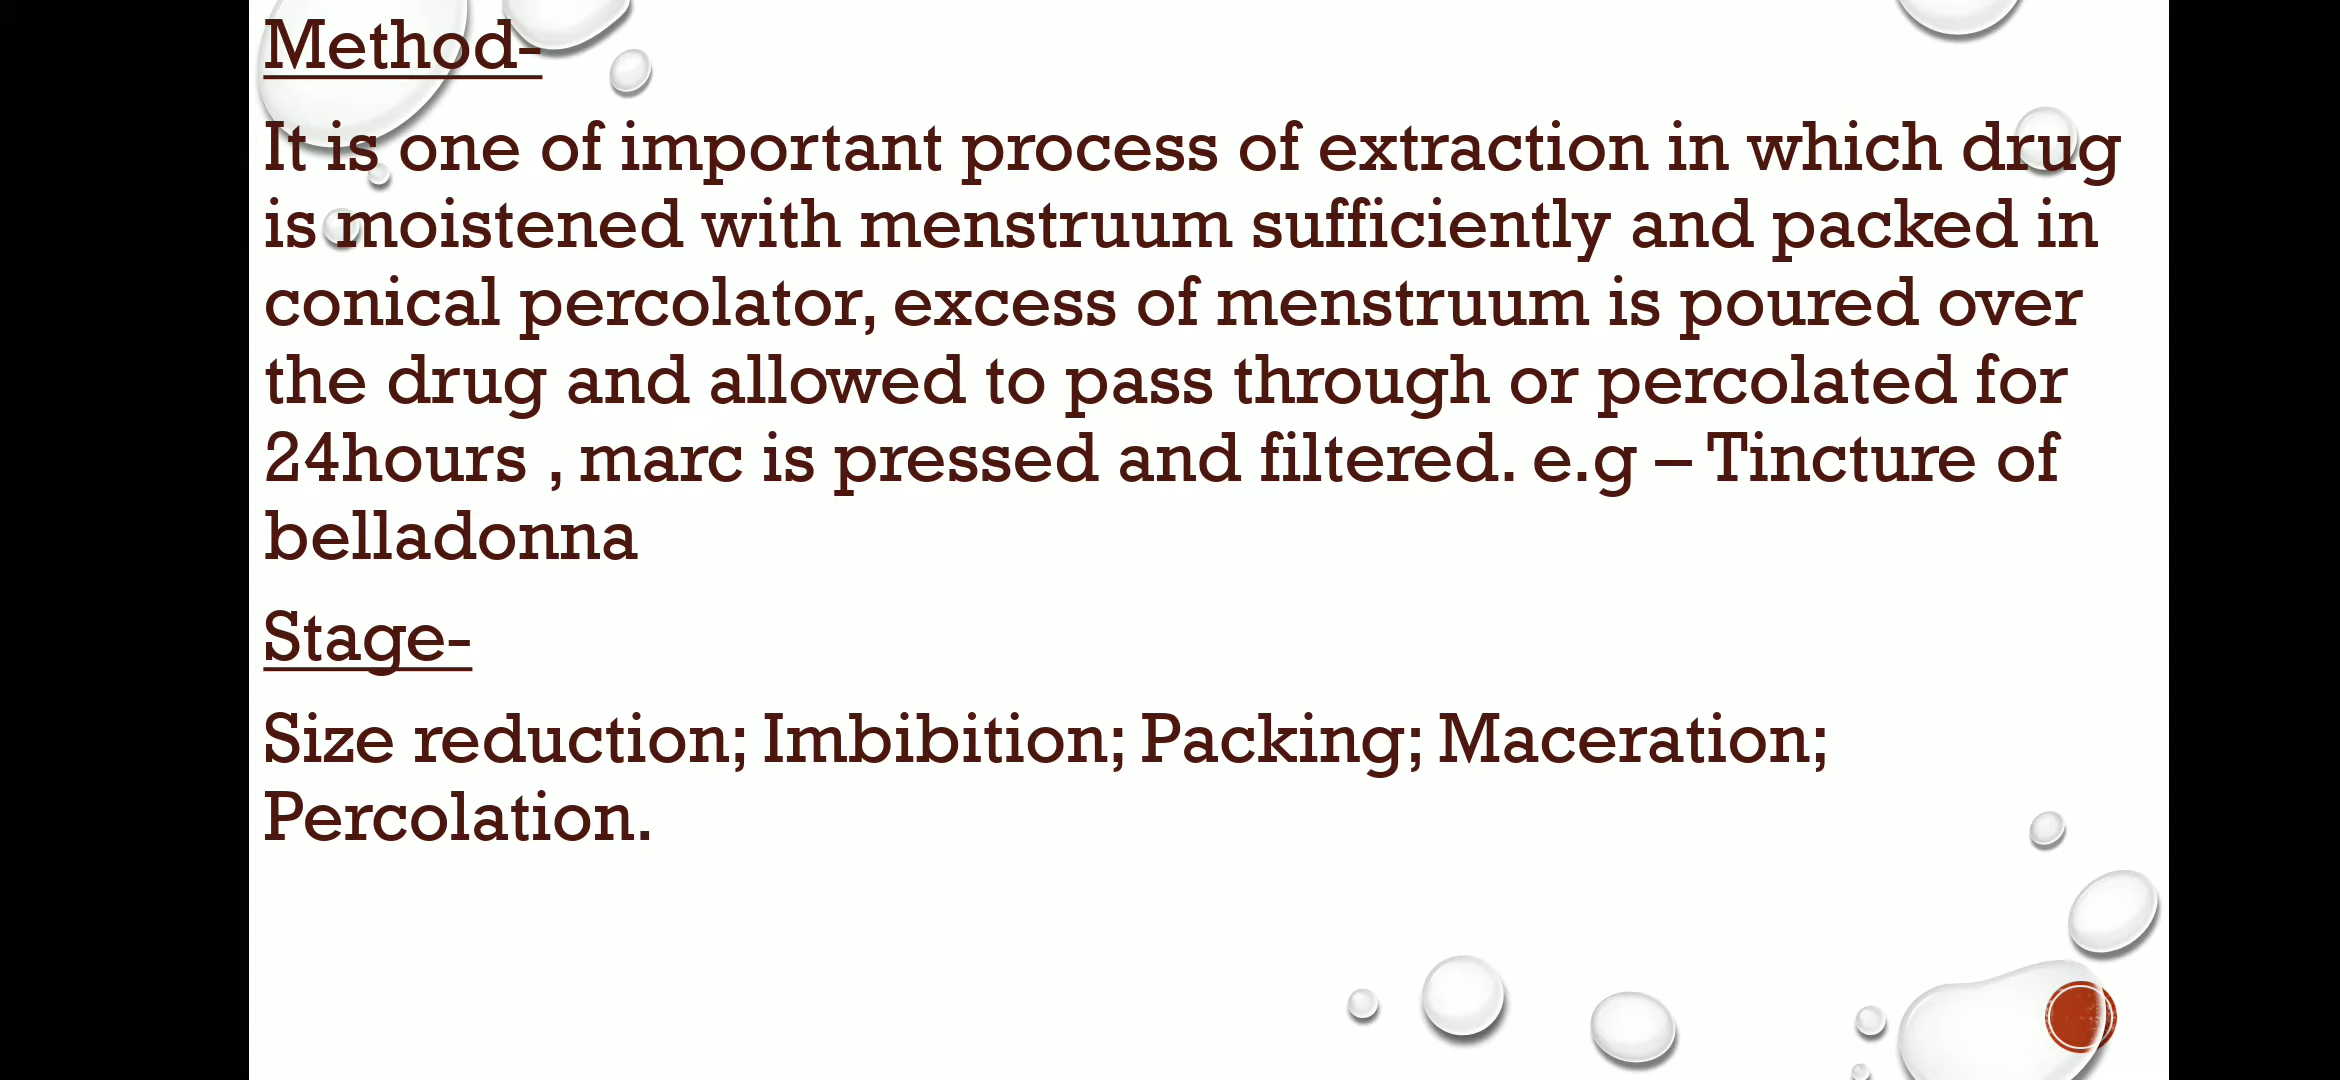 Method-
It is one of important process of extraction in which drug
is moistened with menstruum sufficiently and packed in
conical percolator, excess of menstruum is poured over
the drug and allowed to pass through or percolated for
24hours , marc is pressed and filtered. e.g – Tincture of
belladonna
Stage-
Size reduction; Imbibition; Packing; Maceration;
Percolation.